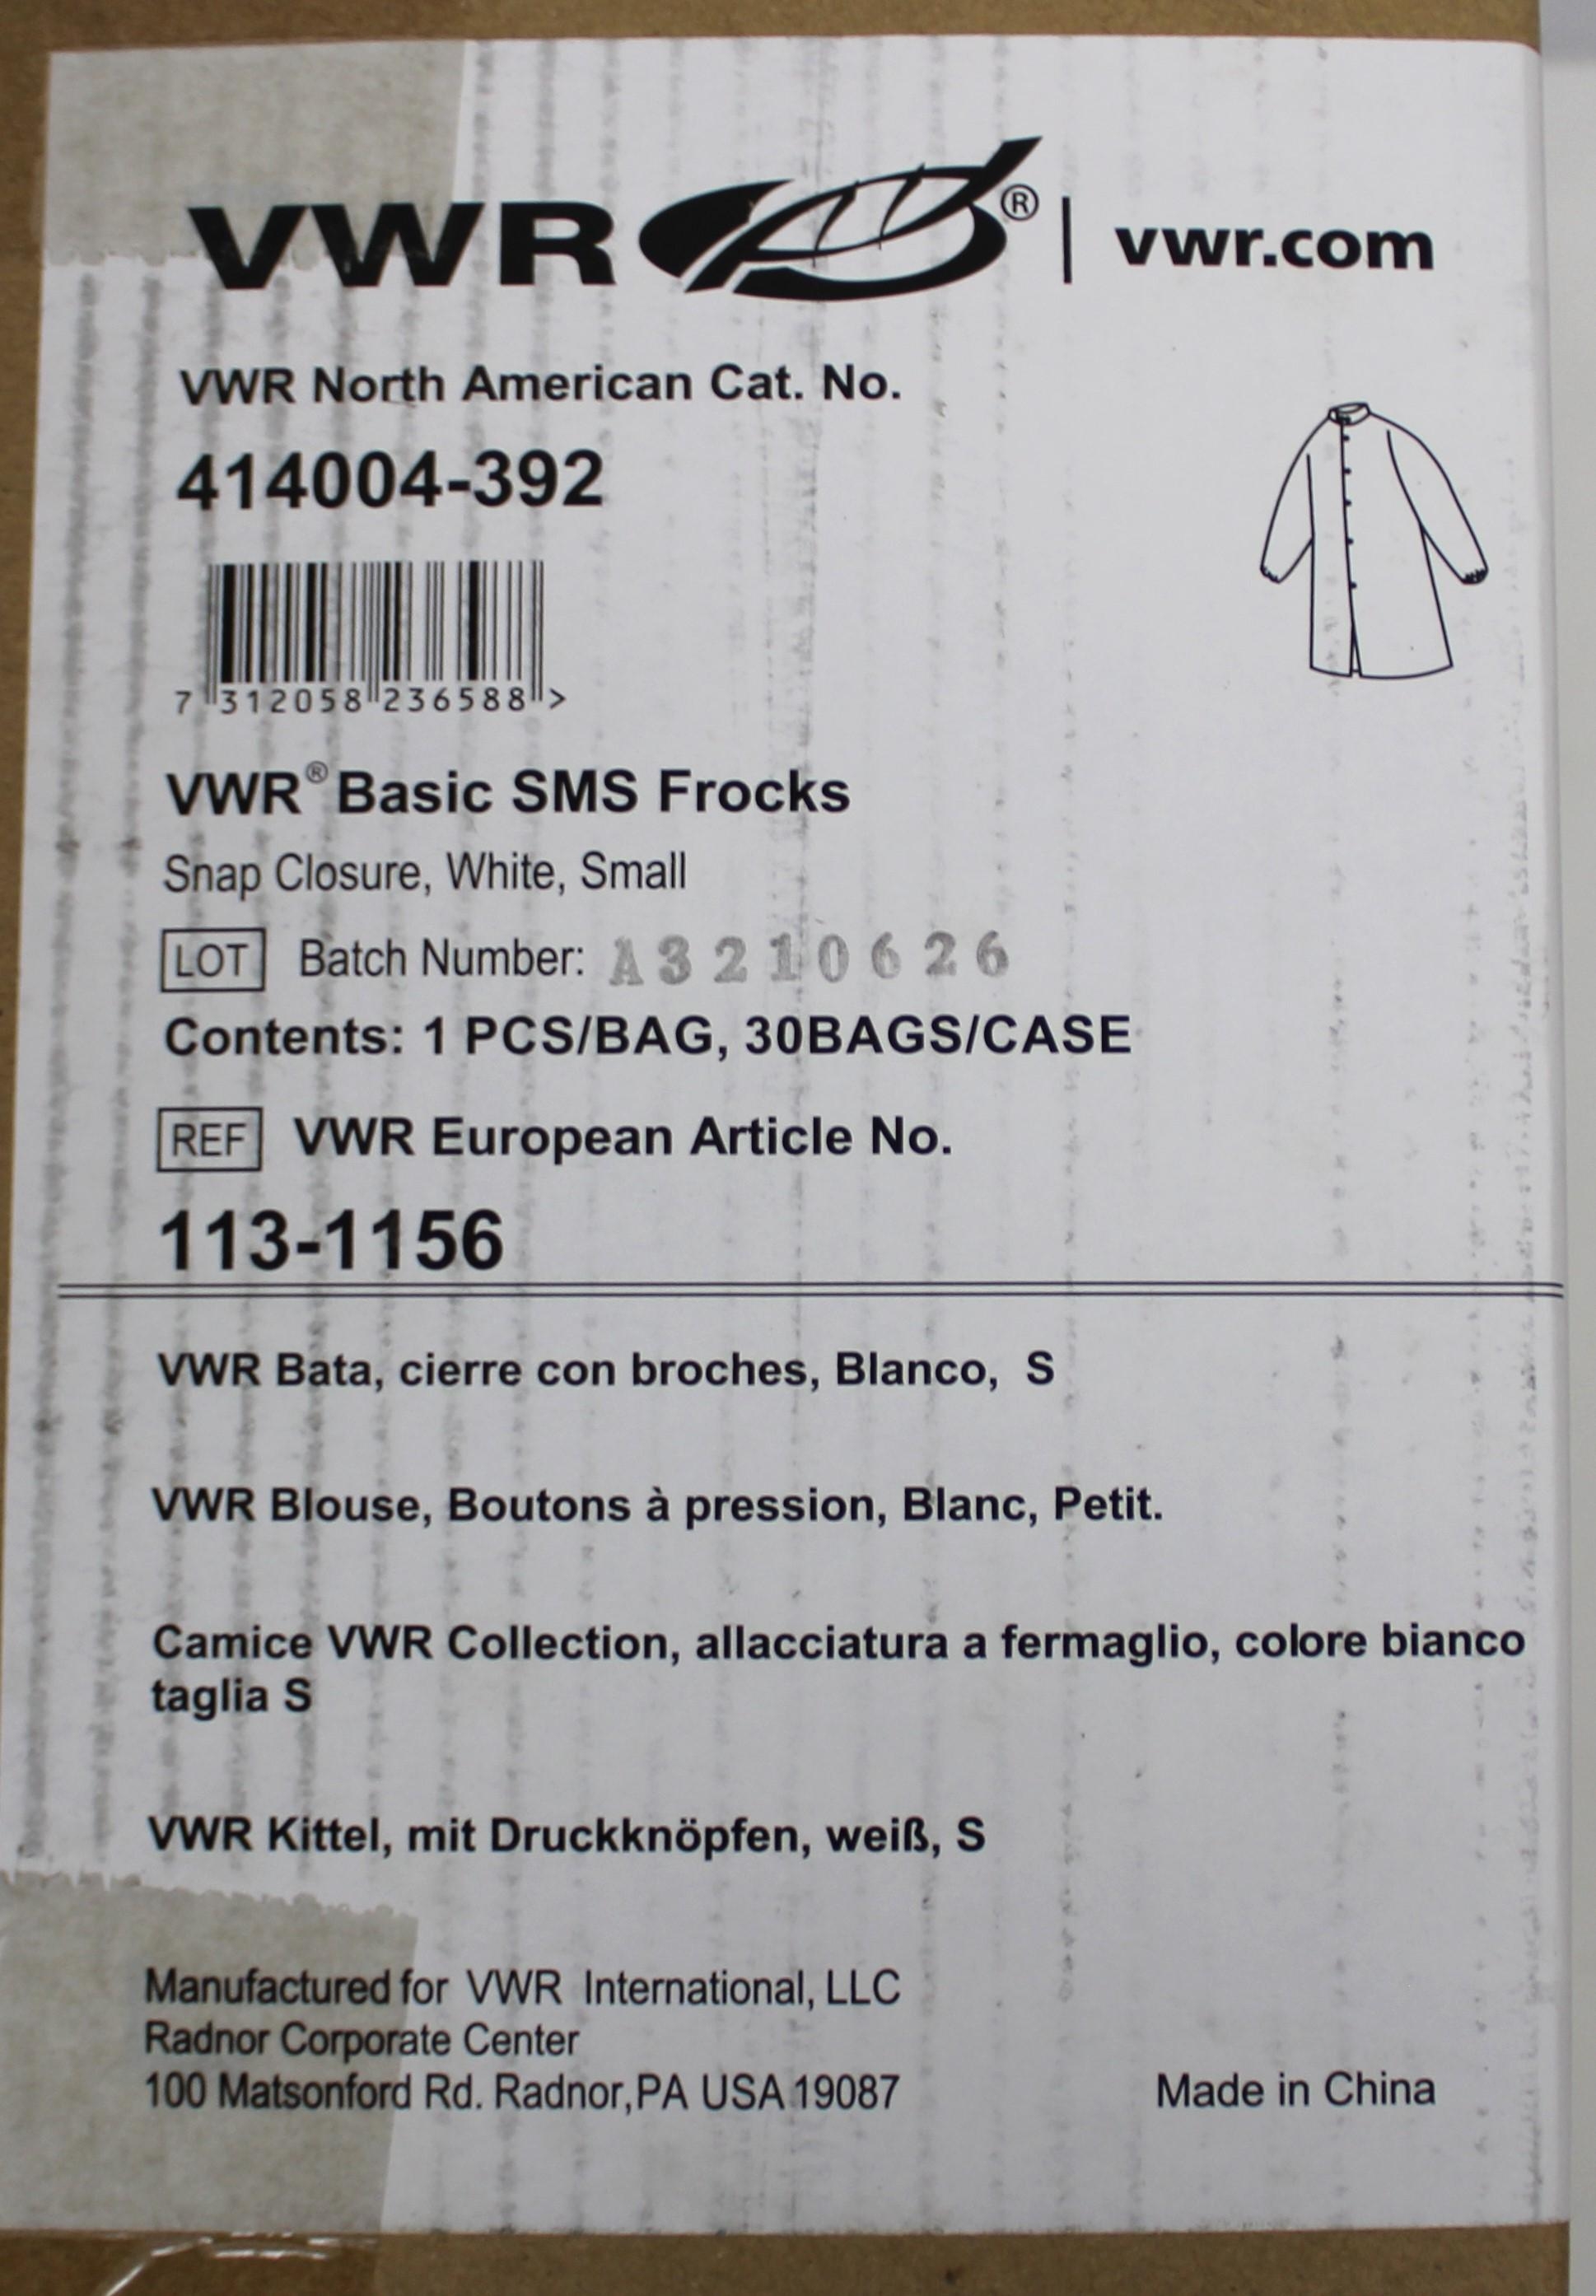 VWR ® | vwr.com
VWR North American Cat. No.
414004-392
7 312058 236588 >
VWR® Basic SMS Frocks
Snap Closure, White, Small
LOT Batch Number: A3210626
Contents: 1 PCS/BAG, 30BAGS/CASE
REF VWR European Article No.
113-1156
VWR Bata, cierre con broches, Blanco, S
VWR Blouse, Boutons à pression, Blanc, Petit.
Camice VWR Collection, allacciatura a fermaglio, colore bianco
taglia S
VWR Kittel, mit Druckknöpfen, weiß, S
Manufactured for VWR International, LLC
Radnor Corporate Center
100 Matsonford Rd. Radnor,PA USA 19087
Made in China